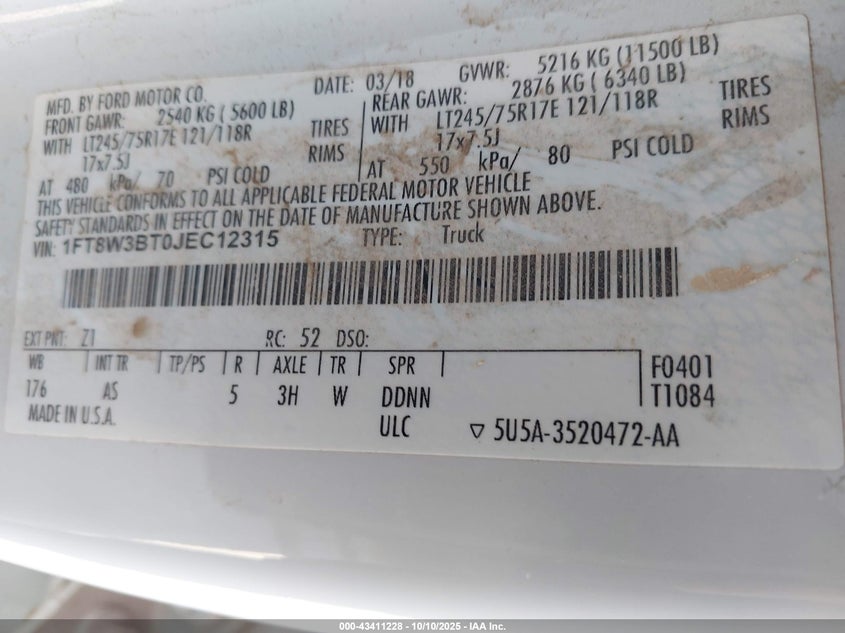 MFD. BY FORD MOTOR CO. DATE: 03/18 GVWR: 5216 KG (11500 LB)
FRONT GAWR: 2540 KG ( 5600 LB) REAR GAWR: 2876 KG ( 6340 LB)
WITH LT245/75R17E 121/118R TIRES WITH LT245/75R17E 121/118R TIRES
17x7.5J RIMS 17x7.5J RIMS
AT 480 kPa/ 70 PSI COLD AT 550 kPa/ 80 PSI COLD
THIS VEHICLE CONFORMS TO ALL APPLICABLE FEDERAL MOTOR VEHICLE
SAFETY STANDARDS IN EFFECT ON THE DATE OF MANUFACTURE SHOWN ABOVE.
VIN: 1FT8W3BT0JEC12315 TYPE: Truck
EXT PNT: Z1 RC: 52 DSO:
WB INT TR TP/PS R AXLE TR SPR F0401
176 AS 5 3H W DDNN T1084
MADE IN U.S.A. ULC ▽ 5U5A-3520472-AA
000-43411228 - 10/10/2025 - IAA Inc.